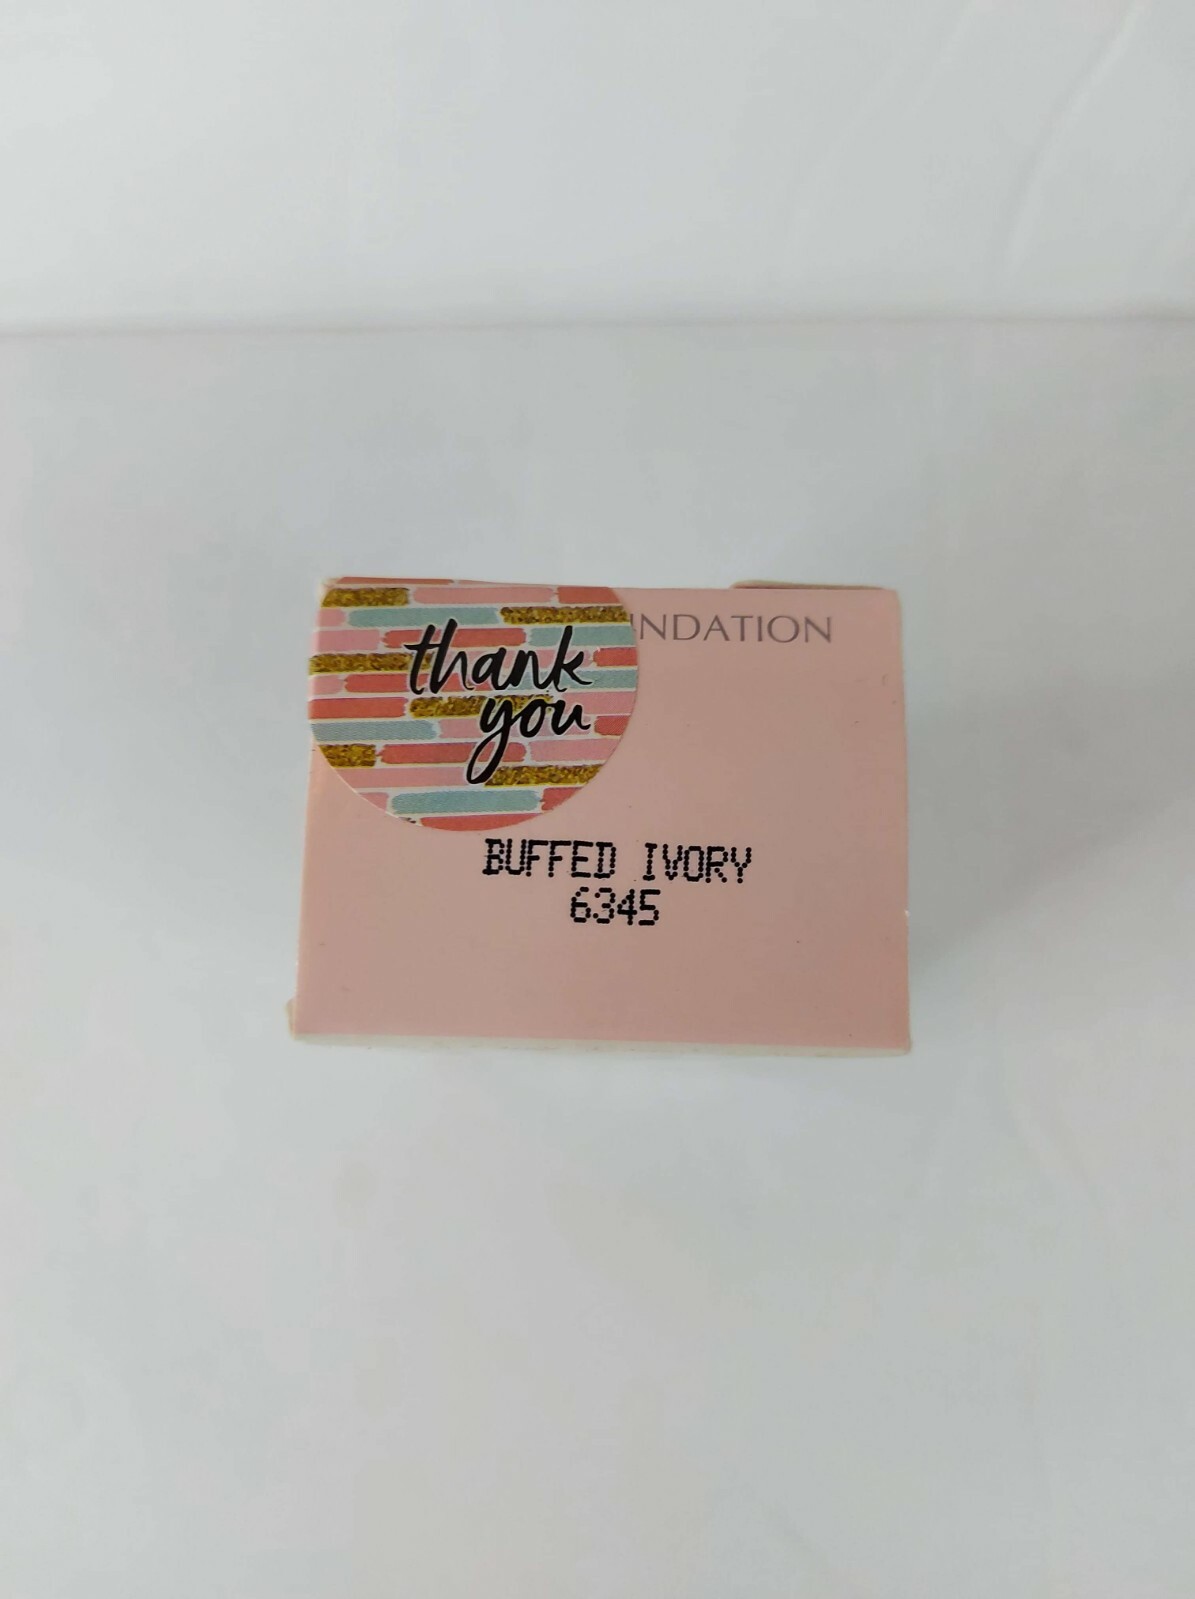 NDATION
thank
you
BUFFED IVORY
6345